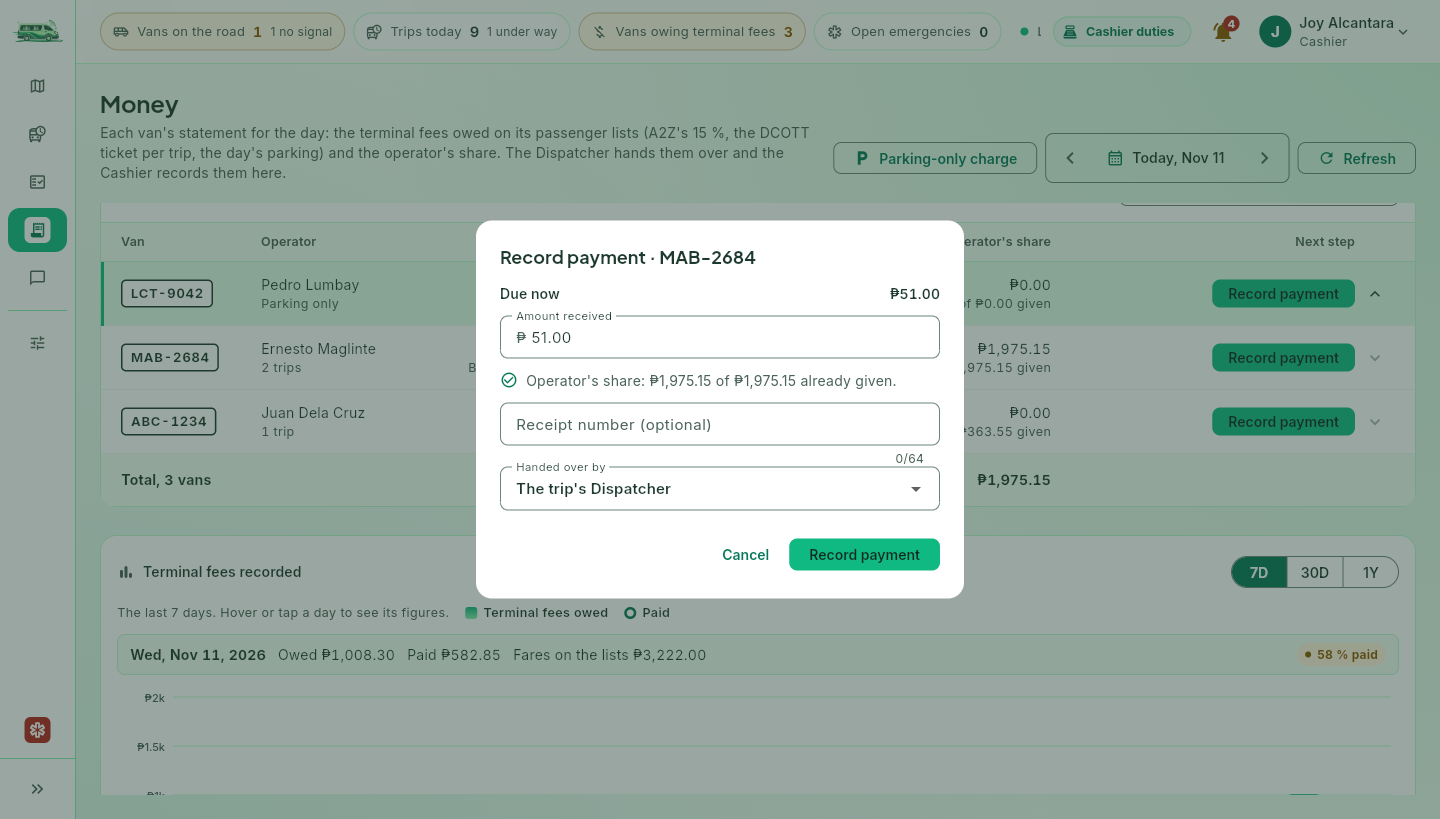 Vans on the road 1 1 no signal
Trips today 9 1 under way
Vans owing terminal fees 3
Open emergencies 0
Cashier duties
4
J
Joy Alcantara
Cashier
Money
Each van's statement for the day: the terminal fees owed on its passenger lists (A2Z's 15 %, the DCOTT
ticket per trip, the day's parking) and the operator's share. The Dispatcher hands them over and the
Cashier records them here.
P Parking-only charge
Today, Nov 11
Refresh
Van Operator erator's share Next step
LCT-9042 Pedro Lumbay ₱0.00 Record payment
Parking only of ₱0.00 given
MAB-2684 Ernesto Maglinte ₱1,975.15 Record payment
2 trips B ,975.15 given
ABC-1234 Juan Dela Cruz ₱0.00 Record payment
1 trip ₱363.55 given
Total, 3 vans ₱1,975.15
Record payment · MAB-2684
Due now ₱51.00
Amount received
₱ 51.00
Operator's share: ₱1,975.15 of ₱1,975.15 already given.
Receipt number (optional)
0/64
Handed over by
The trip's Dispatcher
Cancel Record payment
Terminal fees recorded
7D 30D 1Y
The last 7 days. Hover or tap a day to see its figures. Terminal fees owed Paid
Wed, Nov 11, 2026 Owed ₱1,008.30 Paid ₱582.85 Fares on the lists ₱3,222.00 58 % paid
₱2k
₱1.5k